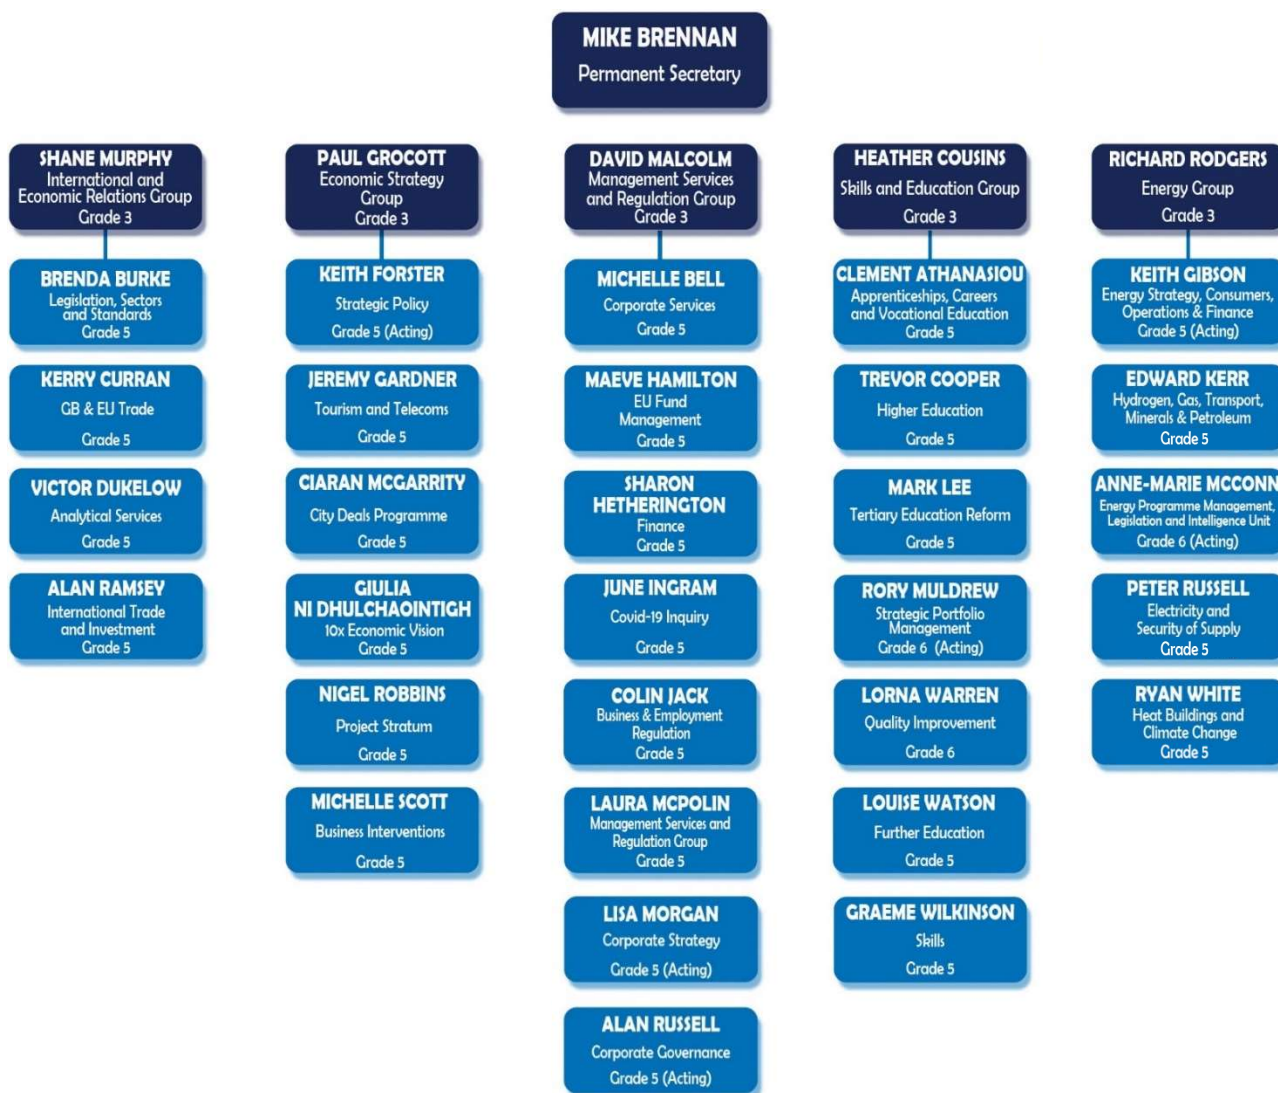 MIKE BRENNAN
Permanent Secretary
SHANE MURPHY
International and
Economic Relations Group
Grade 3
BRENDA BURKE
Legislation, Sectors
and Standards
Grade 5
KERRY CURRAN
GB & EU Trade
Grade 5
VICTOR DUKELOW
Analytical Services
Grade 5
ALAN RAMSEY
International Trade
and Investment
Grade 5
PAUL GROCOTT
Economic Strategy
Group
Grade 3
KEITH FORSTER
Strategic Policy
Grade 5 (Acting)
JEREMY GARDNER
Tourism and Telecoms
Grade 5
CIARAN MCGARRITY
City Deals Programme
Grade 5
GIULIA
NI DHULCHAOINTIGH
10x Economic Vision
Grade 5
NIGEL ROBBINS
Project Stratum
Grade 5
MICHELLE SCOTT
Business Interventions
Grade 5
DAVID MALCOLM
Management Services
and Regulation Group
Grade 3
MICHELLE BELL
Corporate Services
Grade 5
MAEVE HAMILTON
EU Fund
Management
Grade 5
SHARON
HETHERINGTON
Finance
Grade 5
JUNE INGRAM
Covid-19 Inquiry
Grade 5
COLIN JACK
Business & Employment
Regulation
Grade 5
LAURA MCPOLIN
Management Services and
Regulation Group
Grade 5
LISA MORGAN
Corporate Strategy
Grade 5 (Acting)
ALAN RUSSELL
Corporate Governance
Grade 5 (Acting)
HEATHER COUSINS
Skills and Education Group
Grade 3
CLEMENT ATHANASIOU
Apprenticeships, Careers
and Vocational Education
Grade 5
TREVOR COOPER
Higher Education
Grade 5
MARK LEE
Tertiary Education Reform
Grade 5
RORY MULDREW
Strategic Portfolio
Management
Grade 6 (Acting)
LORNA WARREN
Quality Improvement
Grade 6
LOUISE WATSON
Further Education
Grade 5
GRAEME WILKINSON
Skills
Grade 5
RICHARD RODGERS
Energy Group
Grade 3
KEITH GIBSON
Energy Strategy, Consumers,
Operations & Finance
Grade 5 (Acting)
EDWARD KERR
Hydrogen, Gas, Transport,
Minerals & Petroleum
Grade 5
ANNE-MARIE MCCONN
Energy Programme Management,
Legislation and Intelligence Unit
Grade 6 (Acting)
PETER RUSSELL
Electricity and
Security of Supply
Grade 5
RYAN WHITE
Heat Buildings and
Climate Change
Grade 5